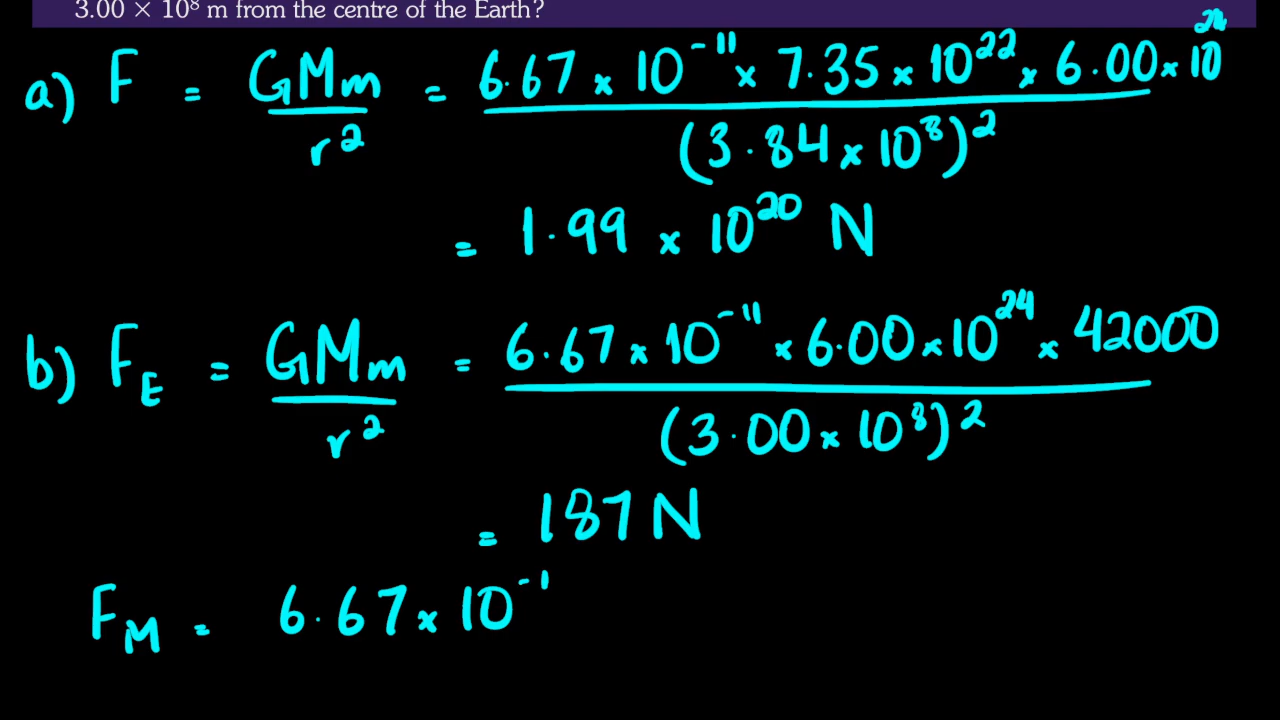 3.00 × 10⁸ m from the centre of the Earth?
a) F = GMm / r² = 6.67 × 10⁻¹¹ × 7.35 × 10²² × 6.00 × 10²⁴ / (3.84 × 10⁸)²
= 1.99 × 10²⁰ N
b) F_E = GMm / r² = 6.67 × 10⁻¹¹ × 6.00 × 10²⁴ × 42000 / (3.00 × 10⁸)²
= 187 N
F_M = 6.67 × 10⁻¹